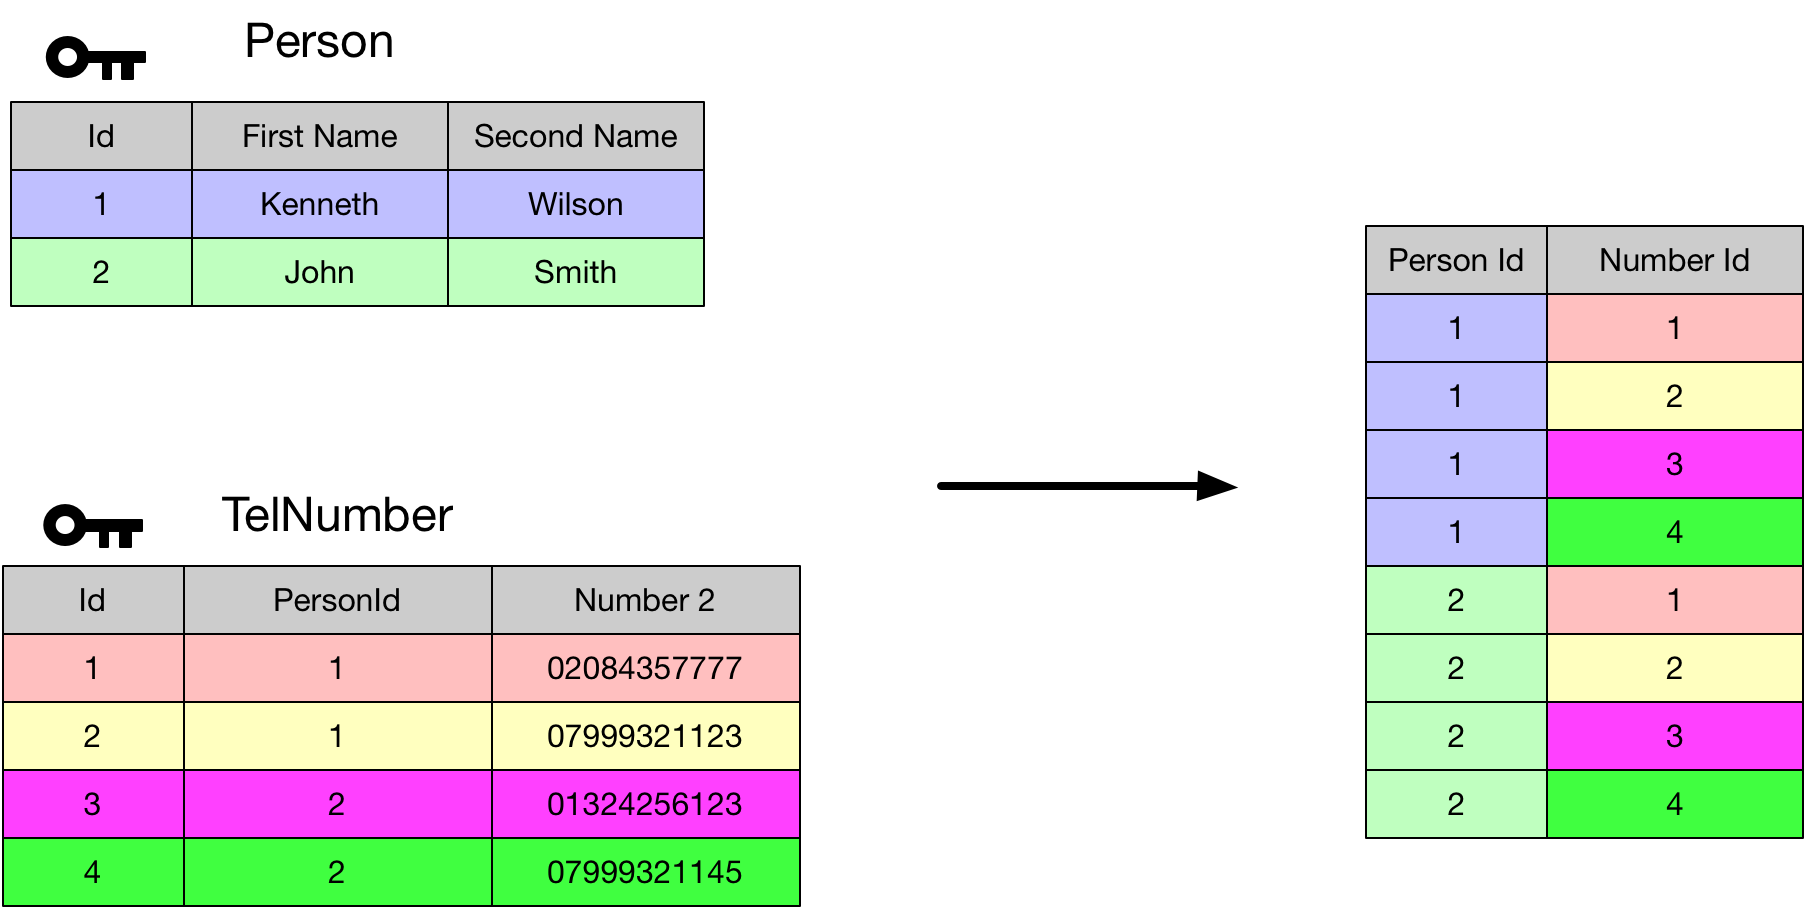 Person
Id First Name Second Name
1 Kenneth Wilson
2 John Smith
TelNumber
Id PersonId Number 2
1 1 02084357777
2 1 07999321123
3 2 01324256123
4 2 07999321145
Person Id Number Id
1 1
1 2
1 3
1 4
2 1
2 2
2 3
2 4